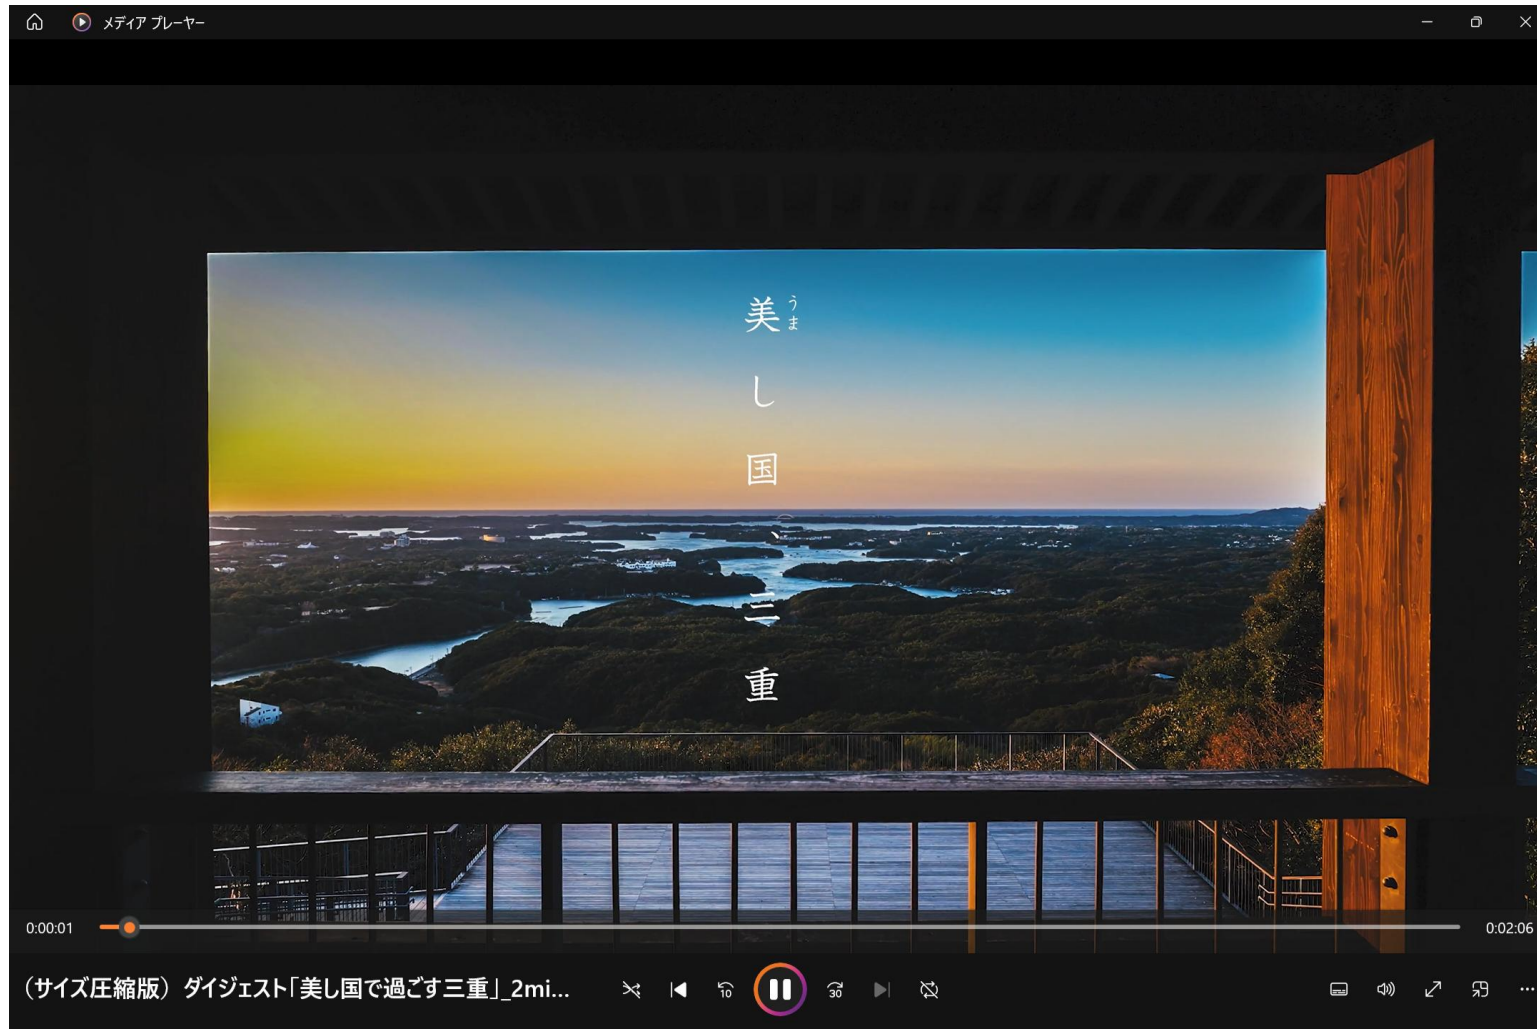 メディア プレーヤー
美し国、三重
うま
0:00:01
0:02:06
（サイズ圧縮版）ダイジェスト「美し国で過ごす三重」_2mi...
10
30